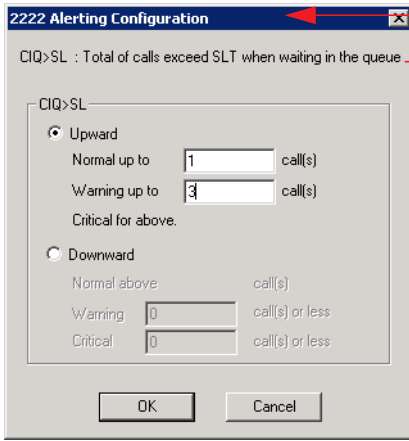 2222 Alerting Configuration
CIQ>SL : Total of calls exceed SLT when waiting in the queue
CIQ>SL
Upward
Normal up to 1 call(s)
Warning up to 3 call(s)
Critical for above.
Downward
Normal above call(s)
Warning 0 call(s) or less
Critical 0 call(s) or less
OK Cancel